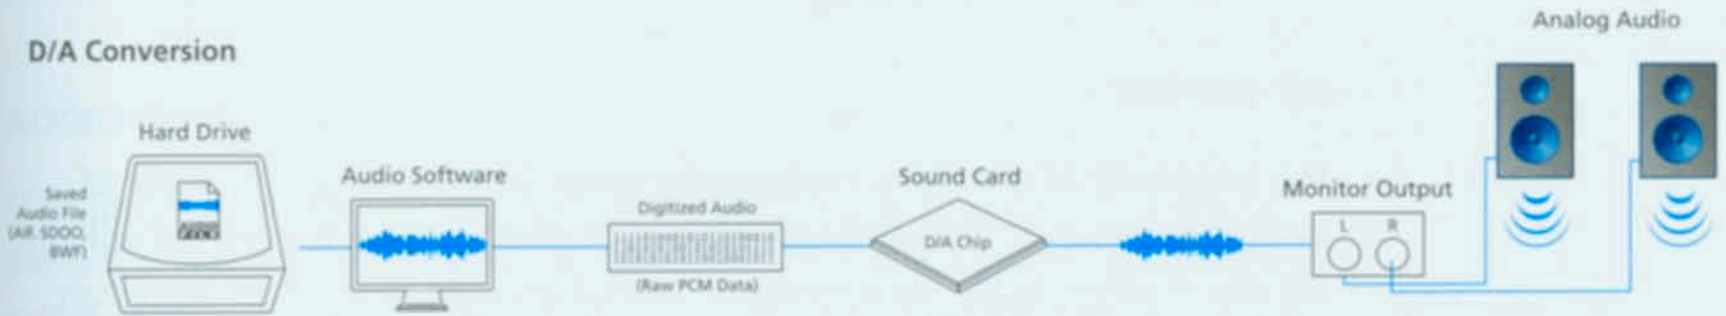 Analog Audio
D/A Conversion
Hard Drive
Saved
Audio File
(AIF, SDOO,
BWF)
Audio Software
Digitized Audio
(Raw PCM Data)
Sound Card
D/A Chip
Monitor Output
L R